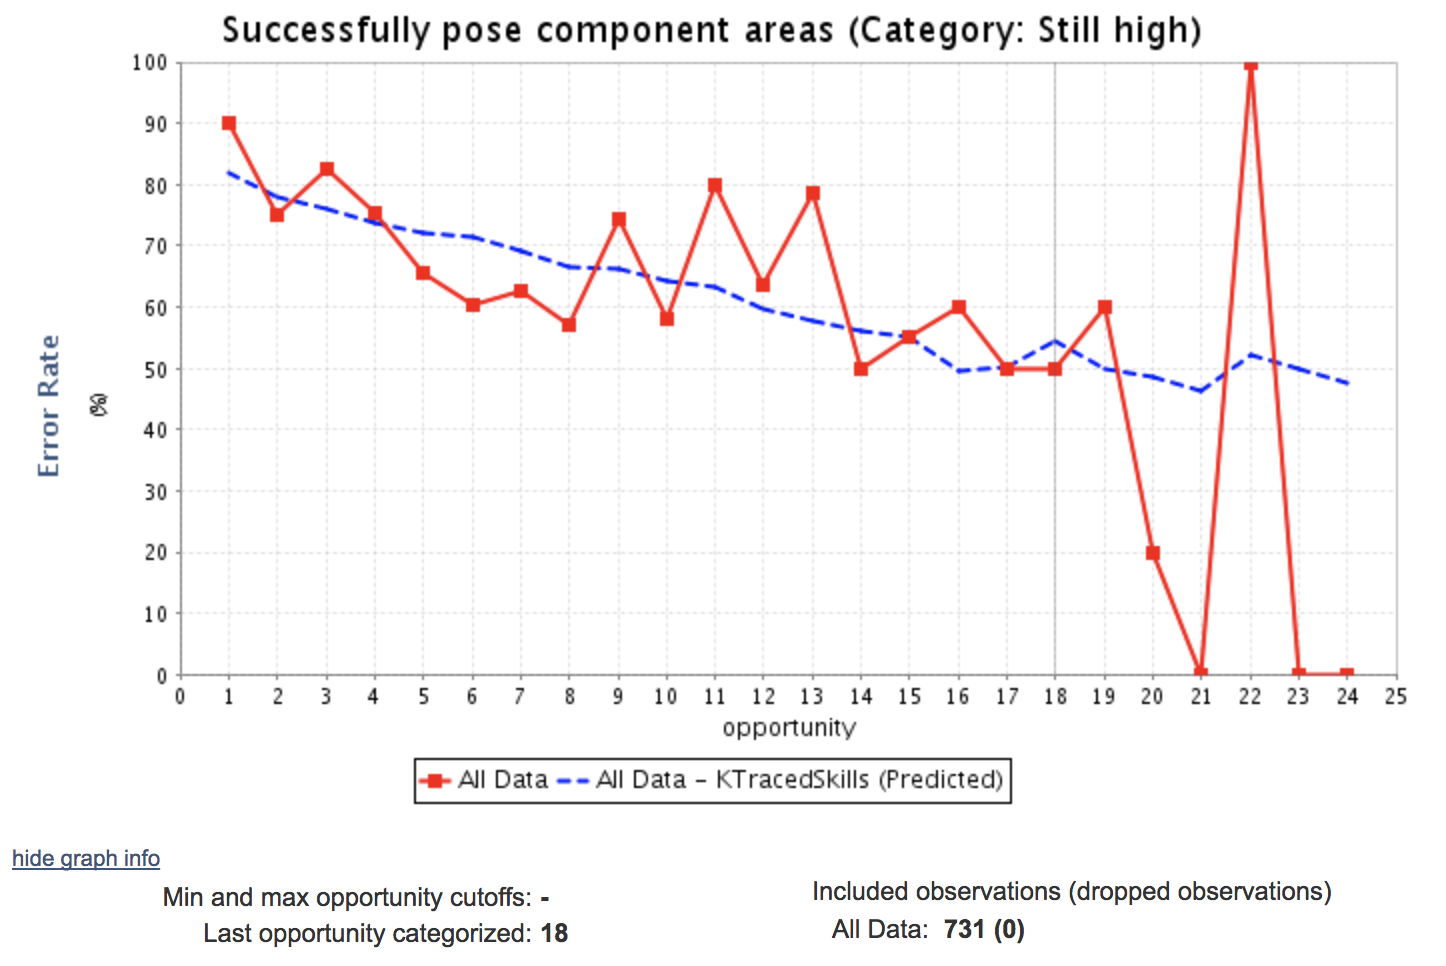 Successfully pose component areas (Category: Still high)
100
90
80
70
60
50
40
30
20
10
0
Error Rate
(%)
0 1 2 3 4 5 6 7 8 9 10 11 12 13 14 15 16 17 18 19 20 21 22 23 24 25
opportunity
All Data All Data – KTracedSkills (Predicted)
hide graph info
Min and max opportunity cutoffs: - 
Last opportunity categorized: 18
Included observations (dropped observations)
All Data: 731 (0)